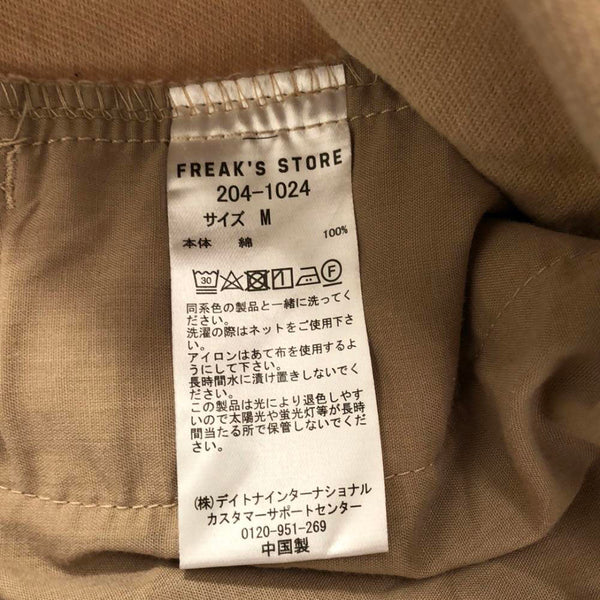 FREAK'S STORE
204-1024
サイズ M
本体 綿 100%
30 F
同系色の製品と一緒に洗ってく
ださい。
洗濯の際はネットをご使用下さ
い。
アイロンはあて布を使用するよ
うにして下さい。
長時間水に漬け置きしないでく
ださい。
この製品は光により退色しやす
いので太陽光や蛍光灯等が長時
間当たる所で保管しないでくだ
さい。
(株)デイトナインターナショナル
カスタマーサポートセンター
0120-951-269
中国製